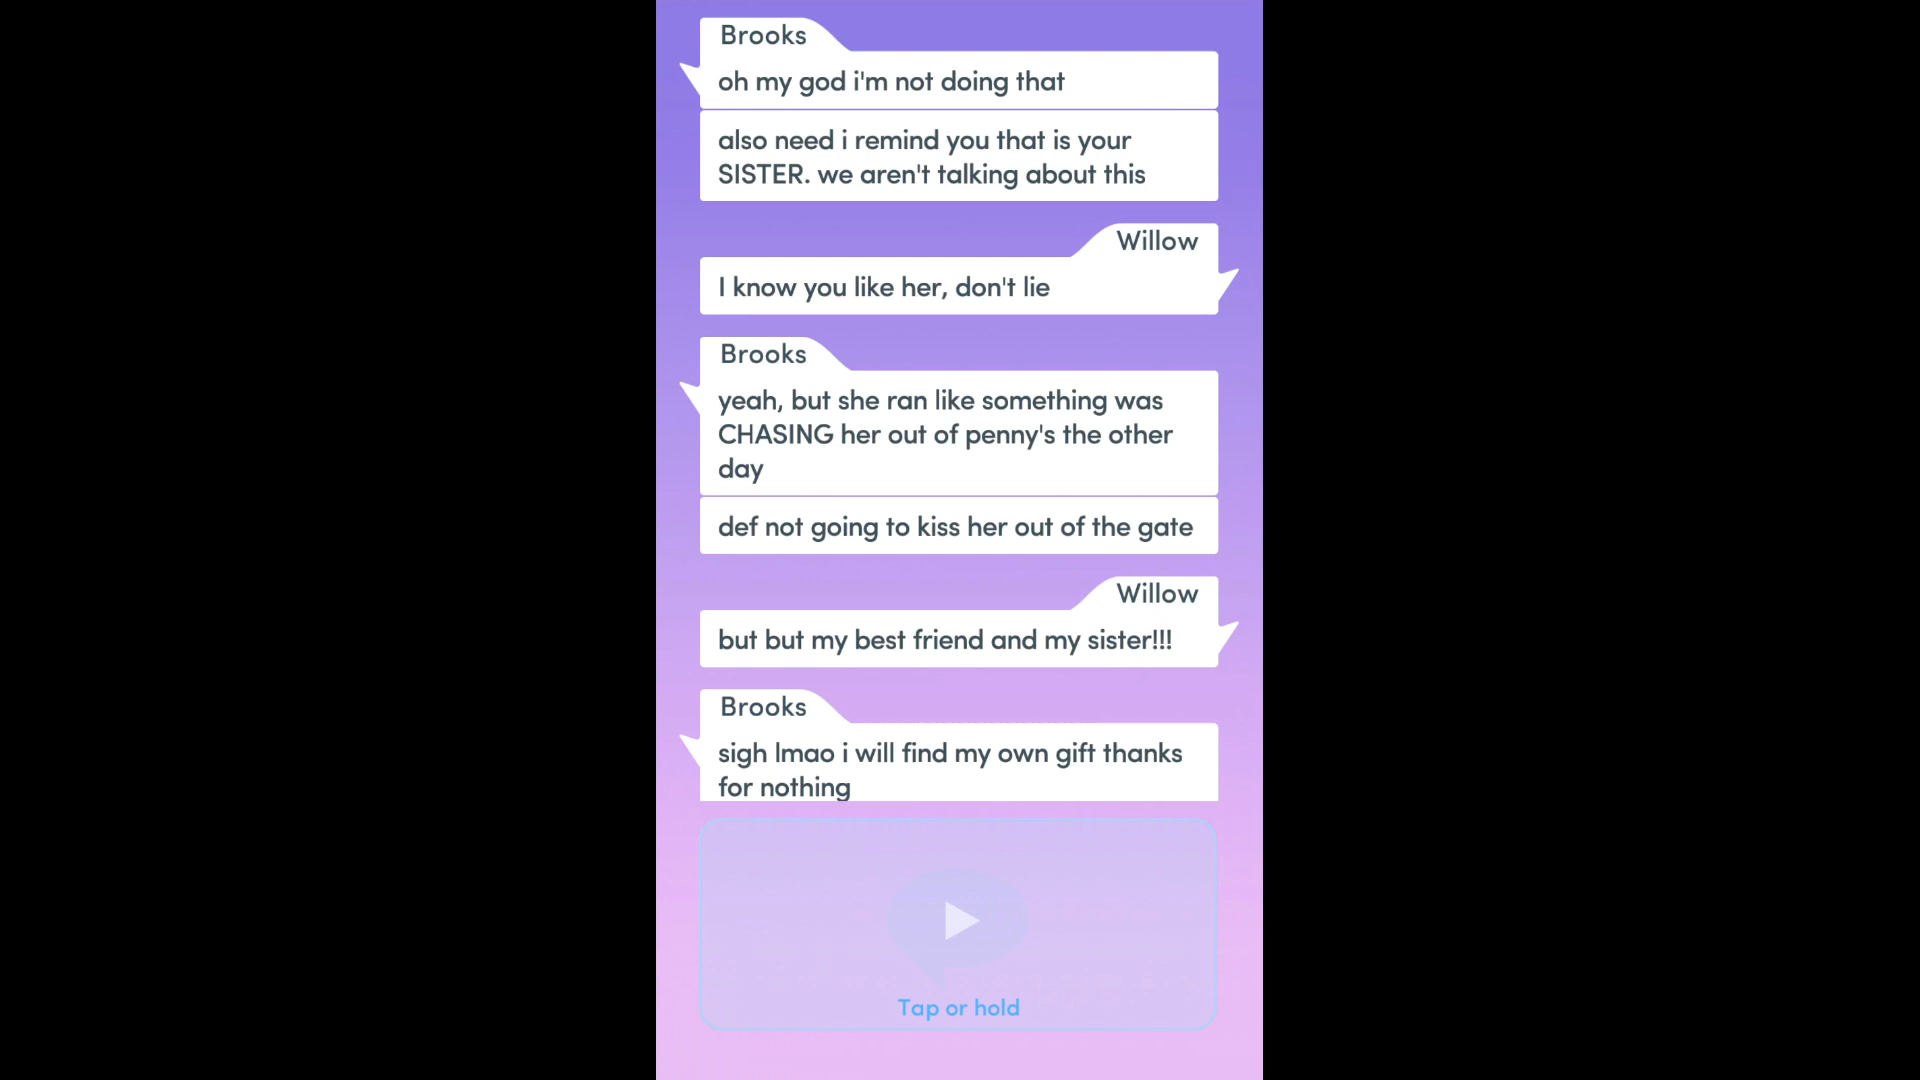 Brooks
oh my god i'm not doing that
also need i remind you that is your
SISTER. we aren't talking about this
Willow
I know you like her, don't lie
Brooks
yeah, but she ran like something was
CHASING her out of penny's the other
day
def not going to kiss her out of the gate
Willow
but but my best friend and my sister!!!
Brooks
sigh lmao i will find my own gift thanks
for nothing
Tap or hold